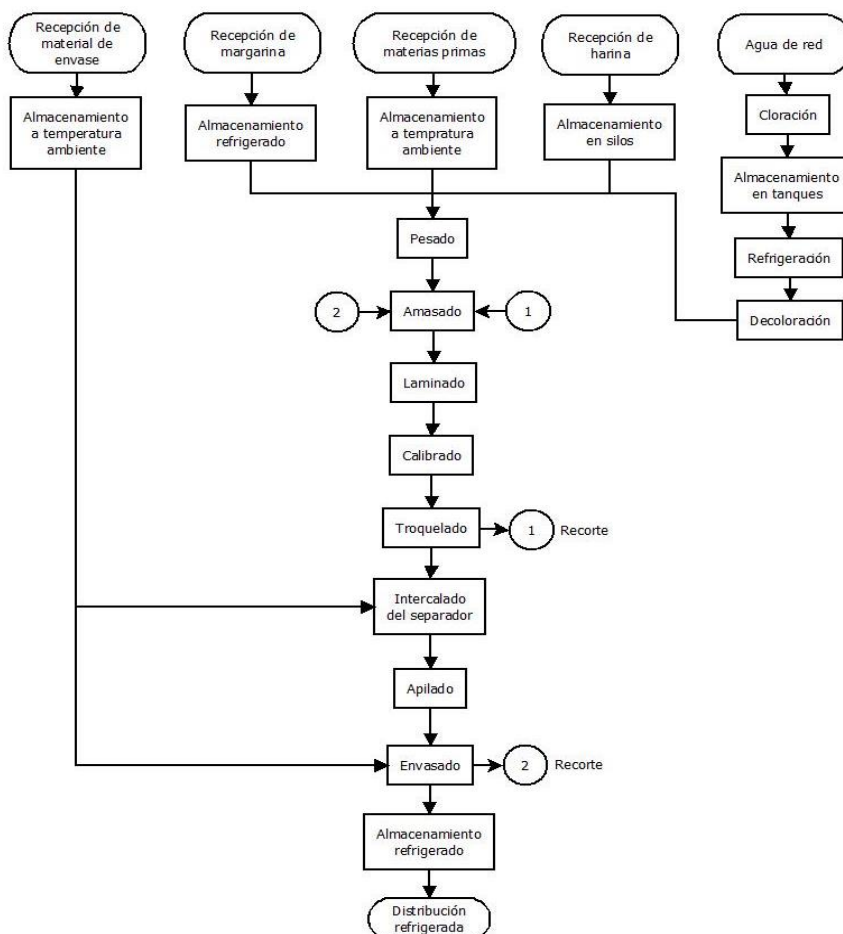 Recepción de
material de
envase
Recepción de
margarina
Recepción de
materias primas
Recepción de
harina
Agua de red
Almacenamiento
a temperatura
ambiente
Almacenamiento
refrigerado
Almacenamiento
a tempratura
ambiente
Almacenamiento
en silos
Cloración
Almacenamiento
en tanques
Refrigeración
Decoloración
Pesado
2
Amasado
1
Laminado
Calibrado
Troquelado
1
Recorte
Intercalado
del separador
Apilado
Envasado
2
Recorte
Almacenamiento
refrigerado
Distribución
refrigerada